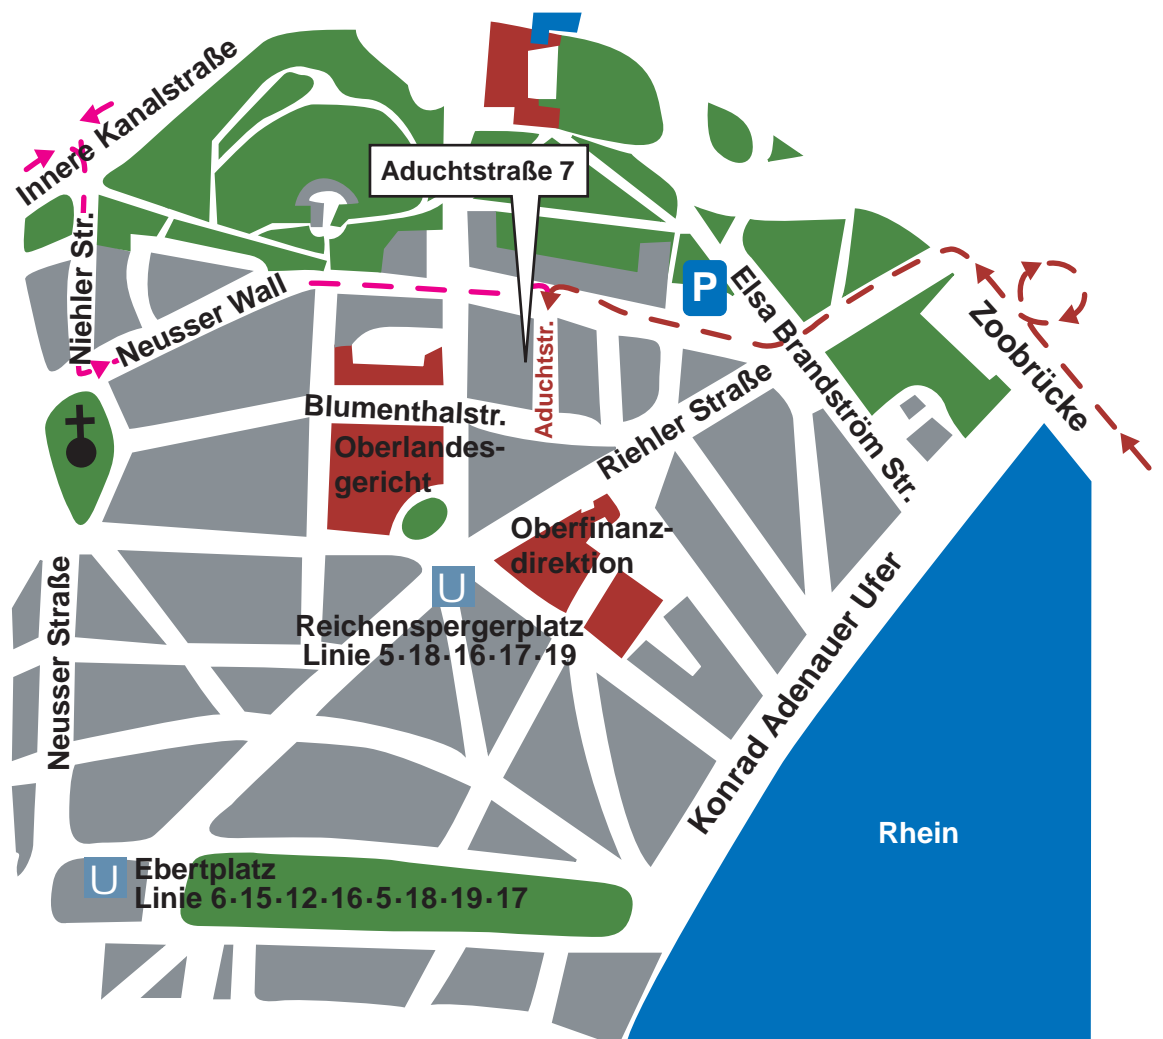 Innere Kanalstraße
Aduchtstraße 7
Niehler Str.
Neusser Wall
P
Elsa Brandström Str.
Zoobrücke
Aduchtstr.
Blumenthalstr.
Riehler Straße
Oberlandes-
gericht
Oberfinanz-
direktion
U
Reichenspergerplatz
Linie 5·18·16·17·19
Neusser Straße
Konrad Adenauer Ufer
Rhein
U
Ebertplatz
Linie 6·15·12·16·5·18·19·17